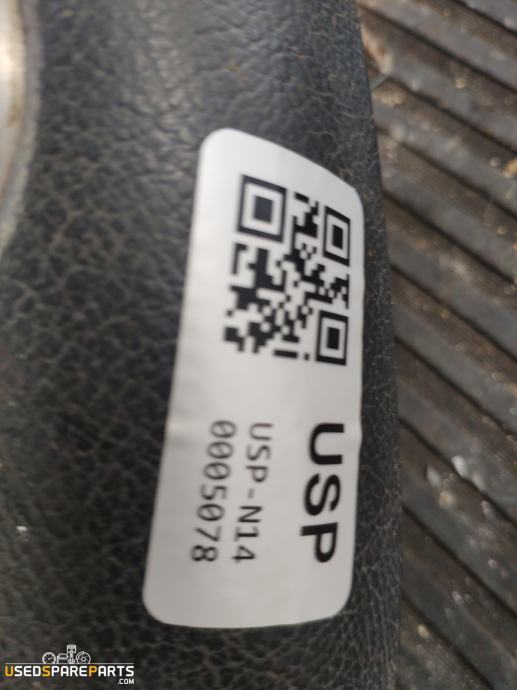 USP
USP-N14
0005078
USEDSPAREPARTS
.COM